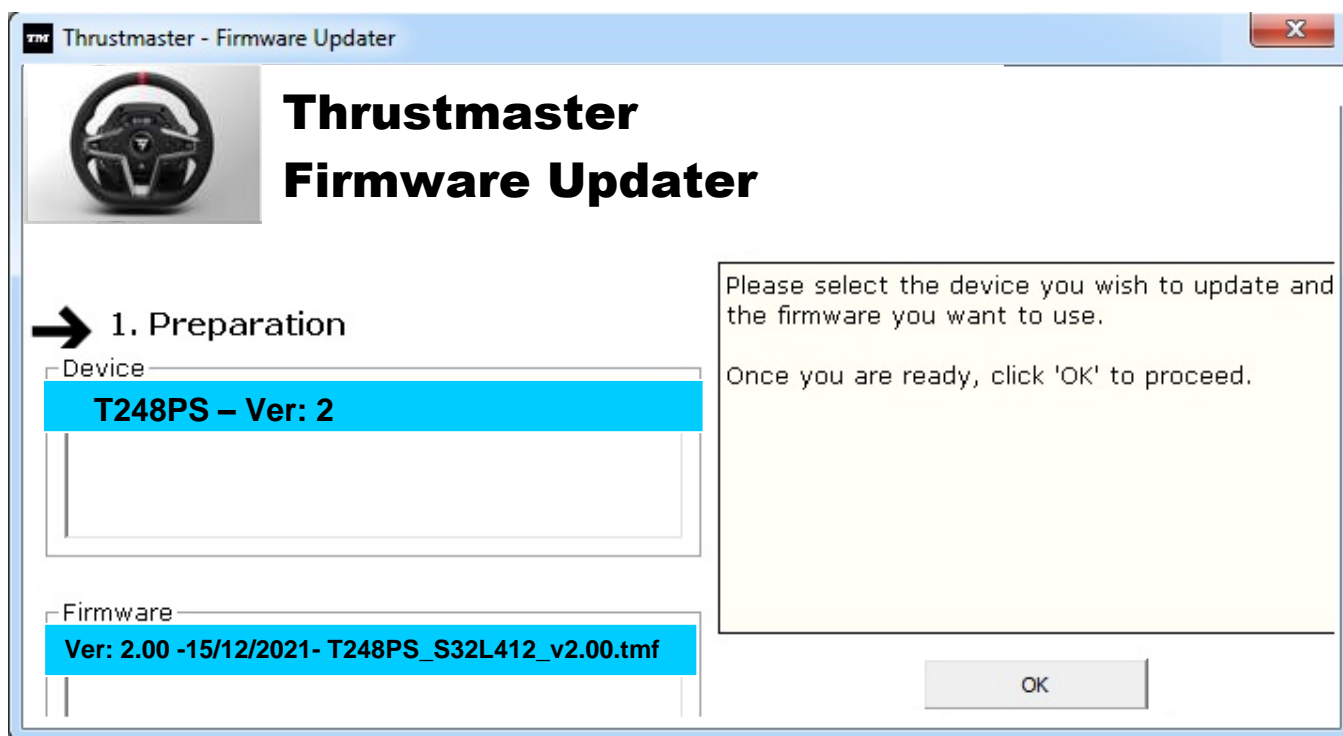 TM Thrustmaster - Firmware Updater
Thrustmaster
Firmware Updater
1. Preparation
Device
T248PS – Ver: 2
Firmware
Ver: 2.00 -15/12/2021- T248PS_S32L412_v2.00.tmf
Please select the device you wish to update and
the firmware you want to use.
Once you are ready, click 'OK' to proceed.
OK